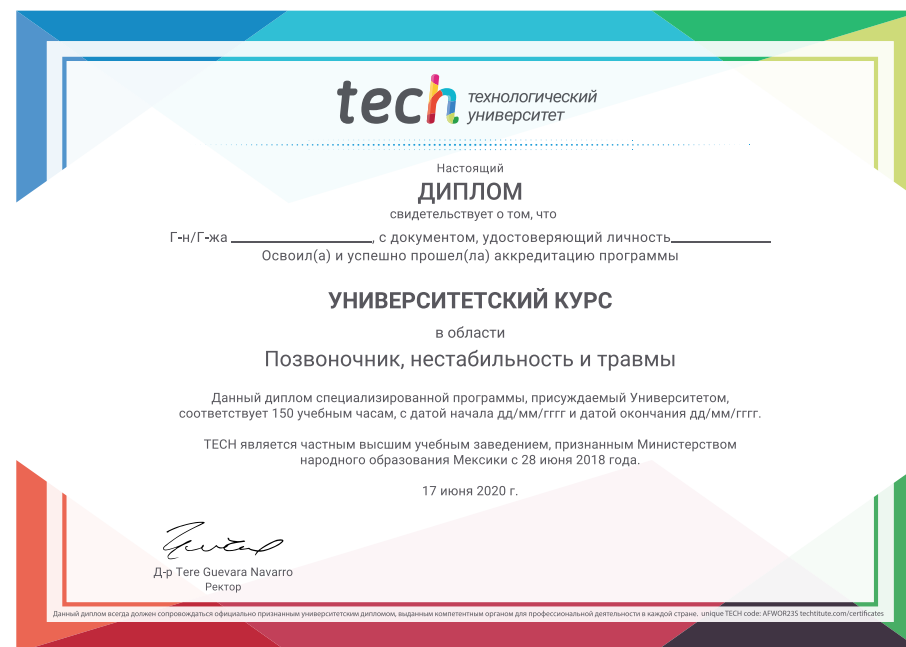 tech технологический
университет
Настоящий
ДИПЛОМ
свидетельствует о том, что
Г-н/Г-жа ____________________, с документом, удостоверяющий личность______________
Освоил(а) и успешно прошел(ла) аккредитацию программы
УНИВЕРСИТЕТСКИЙ КУРС
в области
Позвоночник, нестабильность и травмы
Данный диплом специализированной программы, присуждаемый Университетом,
соответствует 150 учебным часам, с датой начала дд/мм/гггг и датой окончания дд/мм/гггг.
TECH является частным высшим учебным заведением, признанным Министерством
народного образования Мексики с 28 июня 2018 года.
17 июня 2020 г.
Д-р Tere Guevara Navarro
Ректор
Данный диплом всегда должен сопровождаться официально признанным университетским дипломом, выданным компетентным органом для профессиональной деятельности в каждой стране. unique TECH code: AFWOR23S techtitute.com/certificates